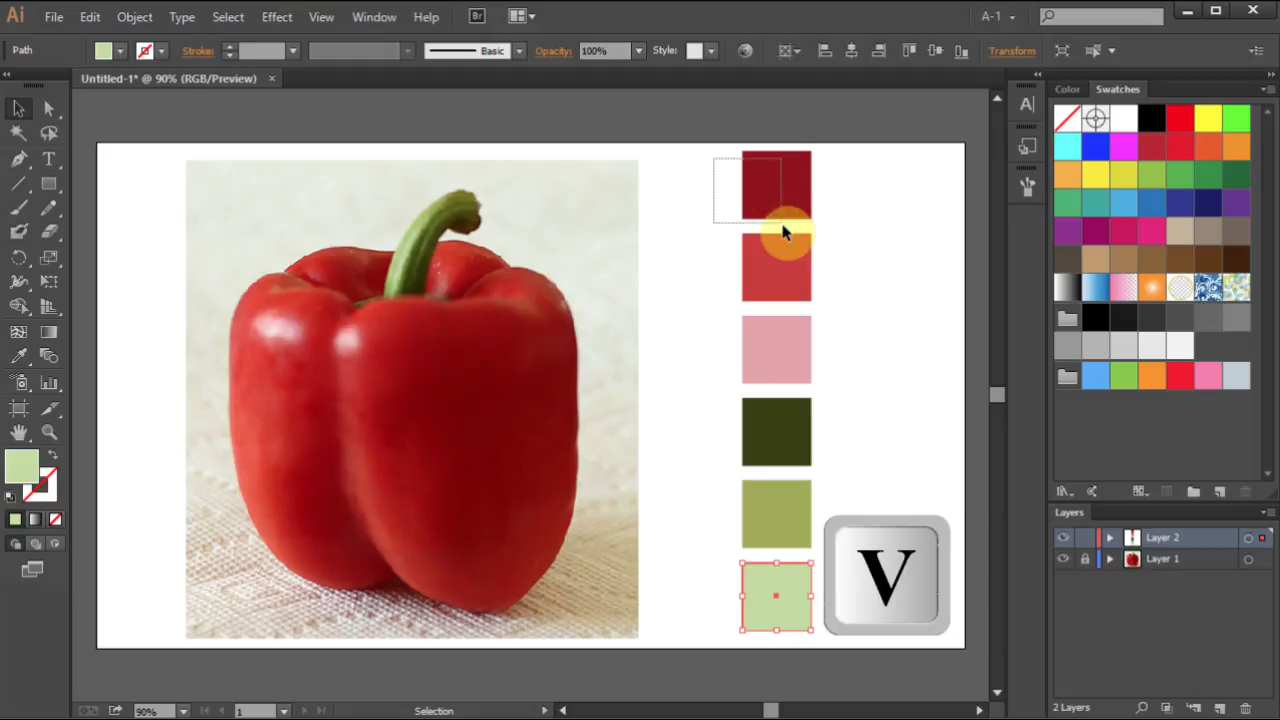 Ai File Edit Object Type Select Effect View Window Help Br A-1
Path Stroke: Basic Opacity: 100% Style: Transform
Untitled-1* @ 90% (RGB/Preview) ×
Color Swatches
A
T
V
Layers
Layer 2
Layer 1
90% 1 Selection 2 Layers